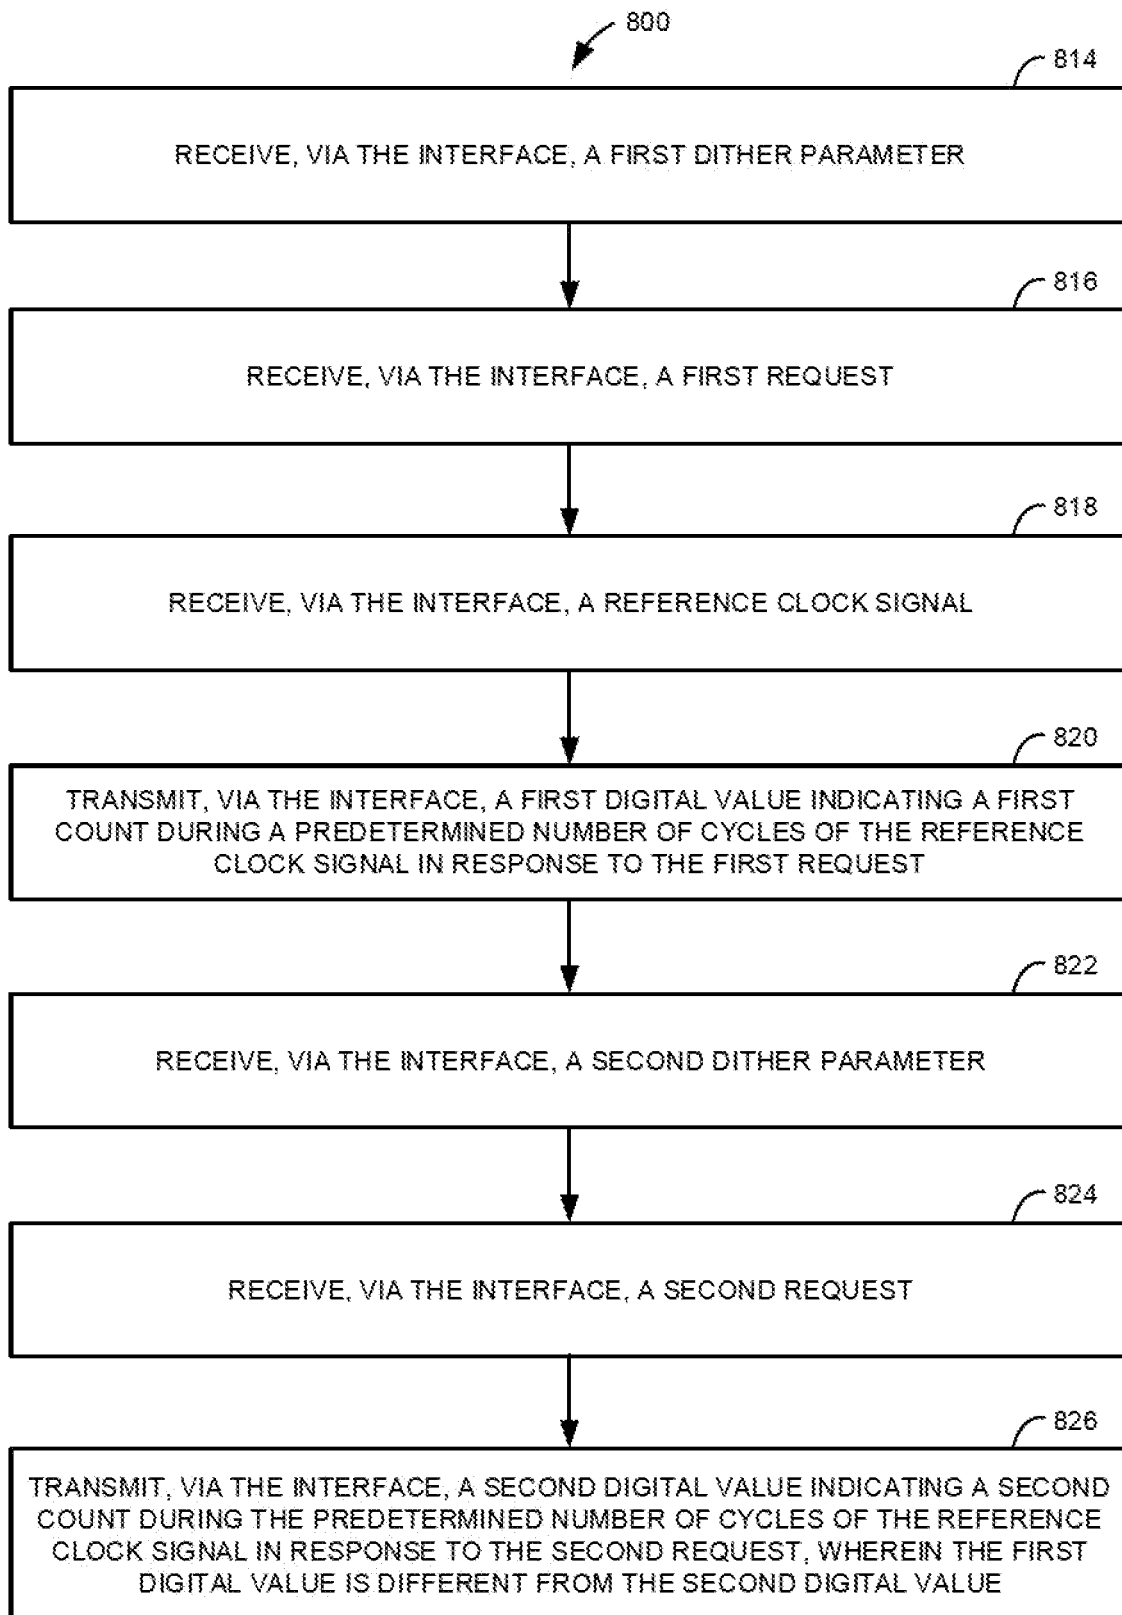 800
814
RECEIVE, VIA THE INTERFACE, A FIRST DITHER PARAMETER
816
RECEIVE, VIA THE INTERFACE, A FIRST REQUEST
818
RECEIVE, VIA THE INTERFACE, A REFERENCE CLOCK SIGNAL
820
TRANSMIT, VIA THE INTERFACE, A FIRST DIGITAL VALUE INDICATING A FIRST
COUNT DURING A PREDETERMINED NUMBER OF CYCLES OF THE REFERENCE
CLOCK SIGNAL IN RESPONSE TO THE FIRST REQUEST
822
RECEIVE, VIA THE INTERFACE, A SECOND DITHER PARAMETER
824
RECEIVE, VIA THE INTERFACE, A SECOND REQUEST
826
TRANSMIT, VIA THE INTERFACE, A SECOND DIGITAL VALUE INDICATING A SECOND
COUNT DURING THE PREDETERMINED NUMBER OF CYCLES OF THE REFERENCE
CLOCK SIGNAL IN RESPONSE TO THE SECOND REQUEST, WHEREIN THE FIRST
DIGITAL VALUE IS DIFFERENT FROM THE SECOND DIGITAL VALUE